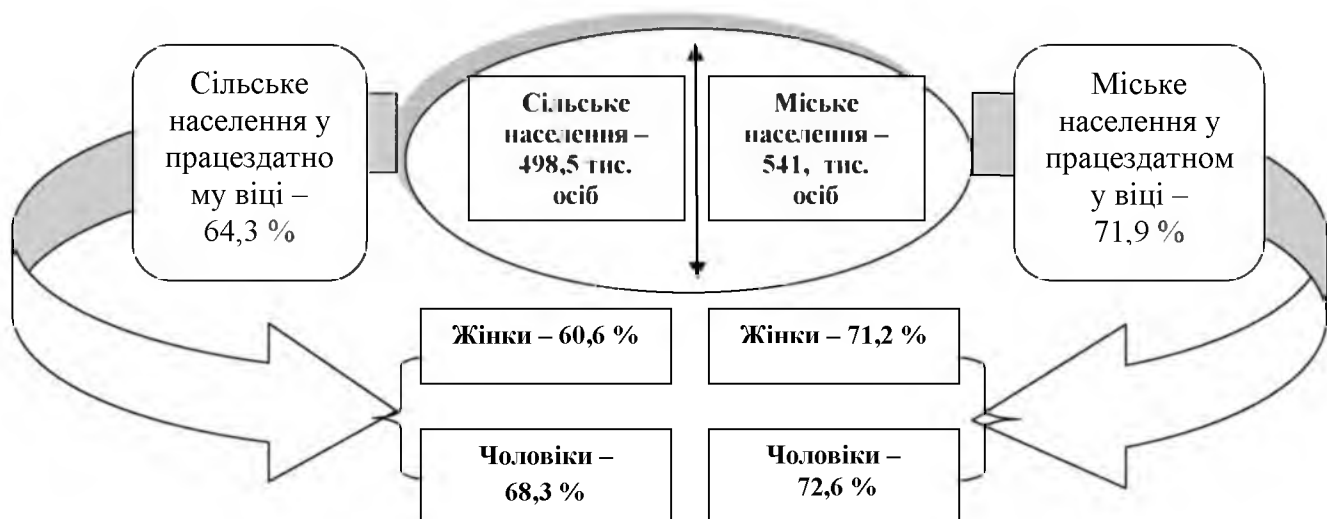 Сільське
населення у
працездатно
му віці –
64,3 %
Сільське
населення –
498,5 тис.
осіб
Міське
населення –
541, тис.
осіб
Міське
населення у
працездатном
у віці –
71,9 %
Жінки – 60,6 %
Жінки – 71,2 %
Чоловіки –
68,3 %
Чоловіки –
72,6 %